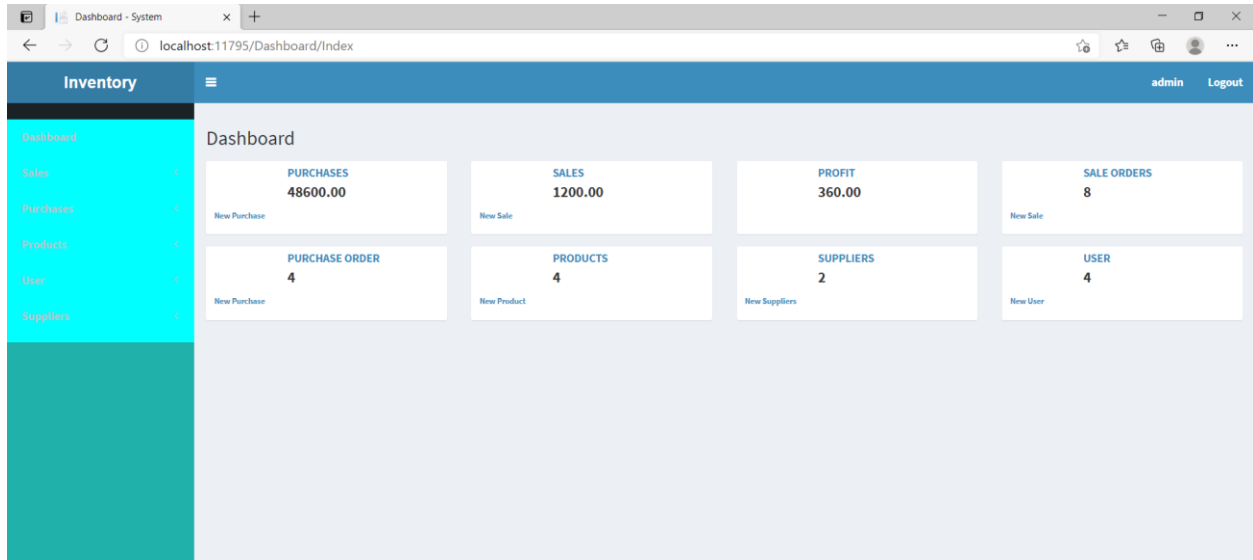 Dashboard - System
localhost:11795/Dashboard/Index
Inventory
admin Logout
Dashboard
Sales
Purchases
Products
User
Suppliers
Dashboard
PURCHASES
48600.00
New Purchase
SALES
1200.00
New Sale
PROFIT
360.00
SALE ORDERS
8
New Sale
PURCHASE ORDER
4
New Purchase
PRODUCTS
4
New Product
SUPPLIERS
2
New Suppliers
USER
4
New User